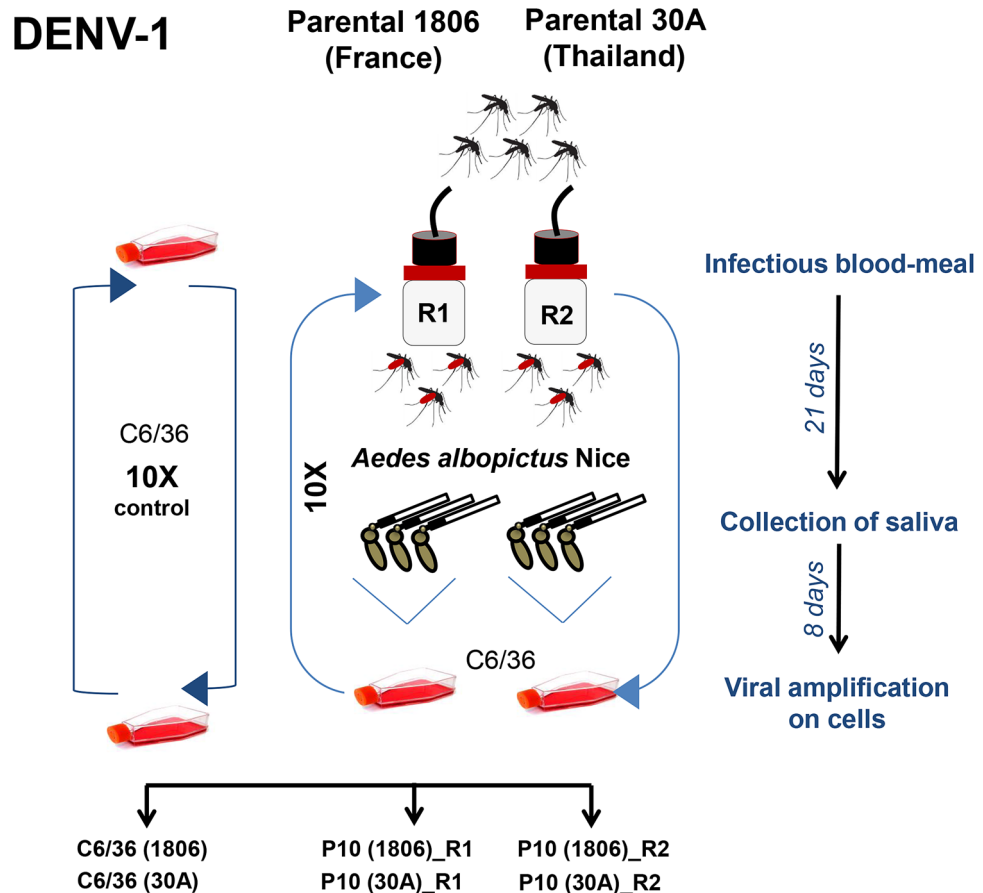 DENV-1
Parental 1806
(France)
Parental 30A
(Thailand)
R1
R2
Infectious blood-meal
21 days
C6/36
10X
control
10X
Aedes albopictus Nice
Collection of saliva
8 days
C6/36
Viral amplification
on cells
C6/36 (1806)
C6/36 (30A)
P10 (1806)_R1
P10 (30A)_R1
P10 (1806)_R2
P10 (30A)_R2